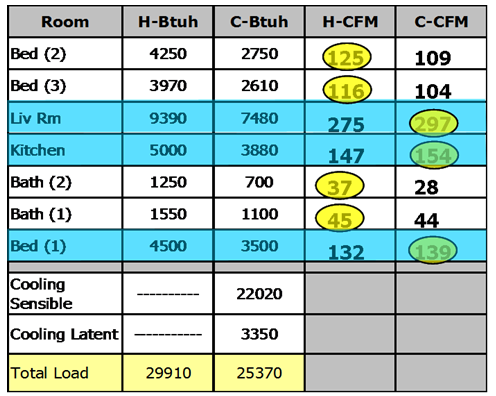 Room H-Btuh C-Btuh H-CFM C-CFM
Bed (2) 4250 2750 125 109
Bed (3) 3970 2610 116 104
Liv Rm 9390 7480 275 297
Kitchen 5000 3880 147 154
Bath (2) 1250 700 37 28
Bath (1) 1550 1100 45 44
Bed (1) 4500 3500 132 139
Cooling
Sensible ---------- 22020
Cooling Latent ---------- 3350
Total Load 29910 25370